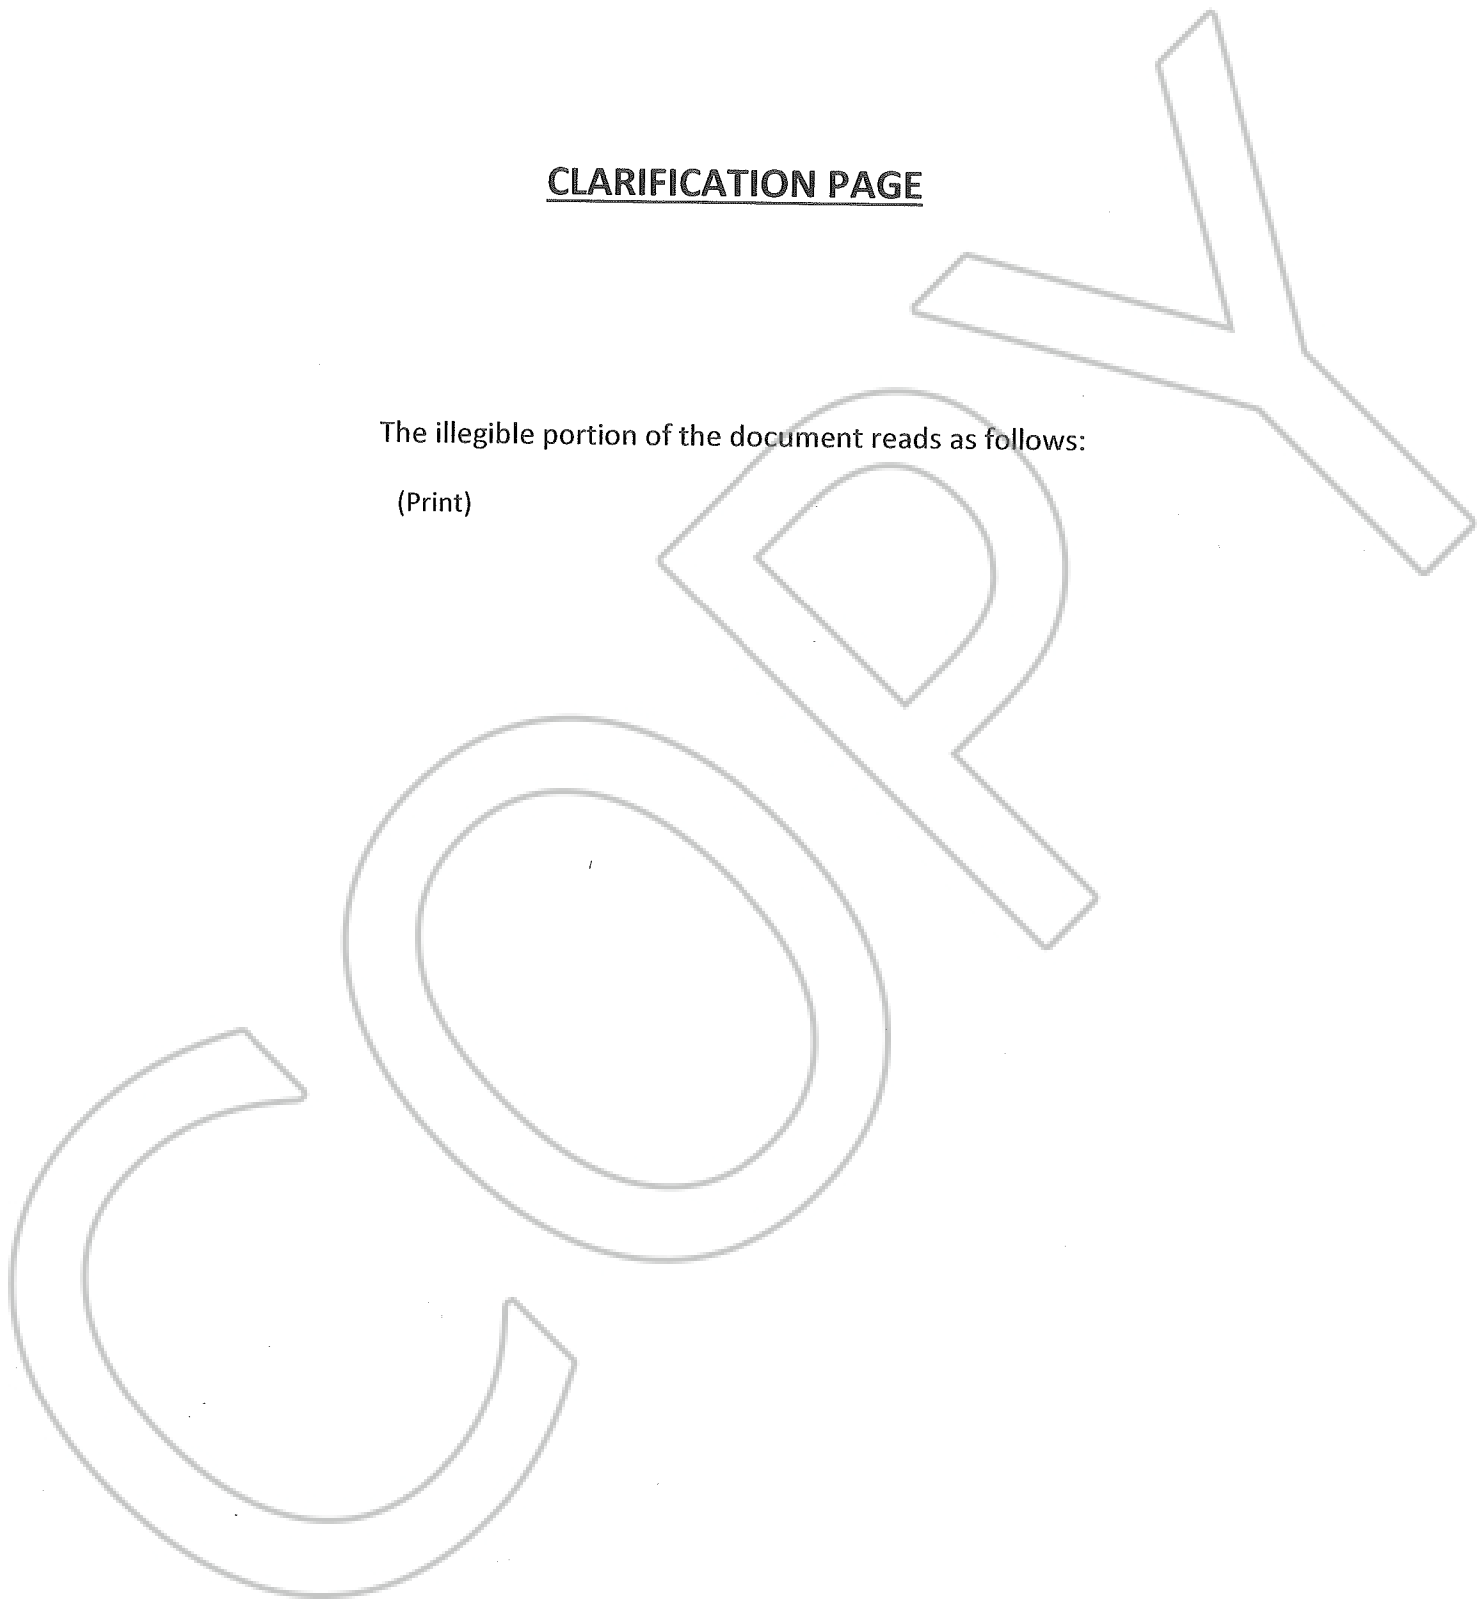 CLARIFICATION PAGE
The illegible portion of the document reads as follows:
(Print)
COPY